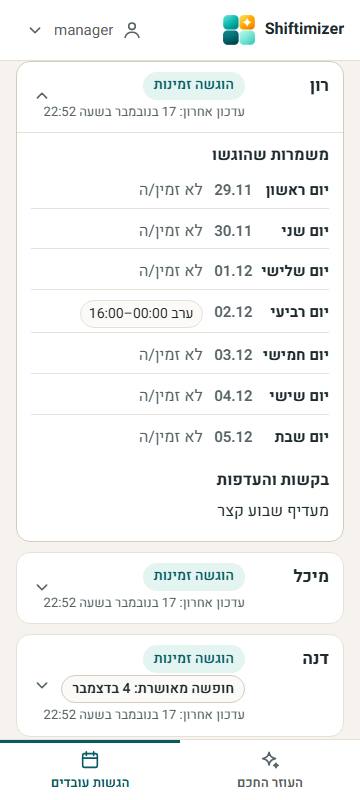 Shiftimizer
manager
רון
הוגשה זמינות
עדכון אחרון: 17 בנובמבר בשעה 22:52
משמרות שהוגשו
יום ראשון 29.11 לא זמין/ה
יום שני 30.11 לא זמין/ה
יום שלישי 01.12 לא זמין/ה
יום רביעי 02.12 ערב 16:00–00:00
יום חמישי 03.12 לא זמין/ה
יום שישי 04.12 לא זמין/ה
יום שבת 05.12 לא זמין/ה
בקשות והעדפות
מעדיף שבוע קצר
מיכל
הוגשה זמינות
עדכון אחרון: 17 בנובמבר בשעה 22:52
דנה
הוגשה זמינות
חופשה מאושרת: 4 בדצמבר
עדכון אחרון: 17 בנובמבר בשעה 22:52
העוזר החכם
הגשות עובדים